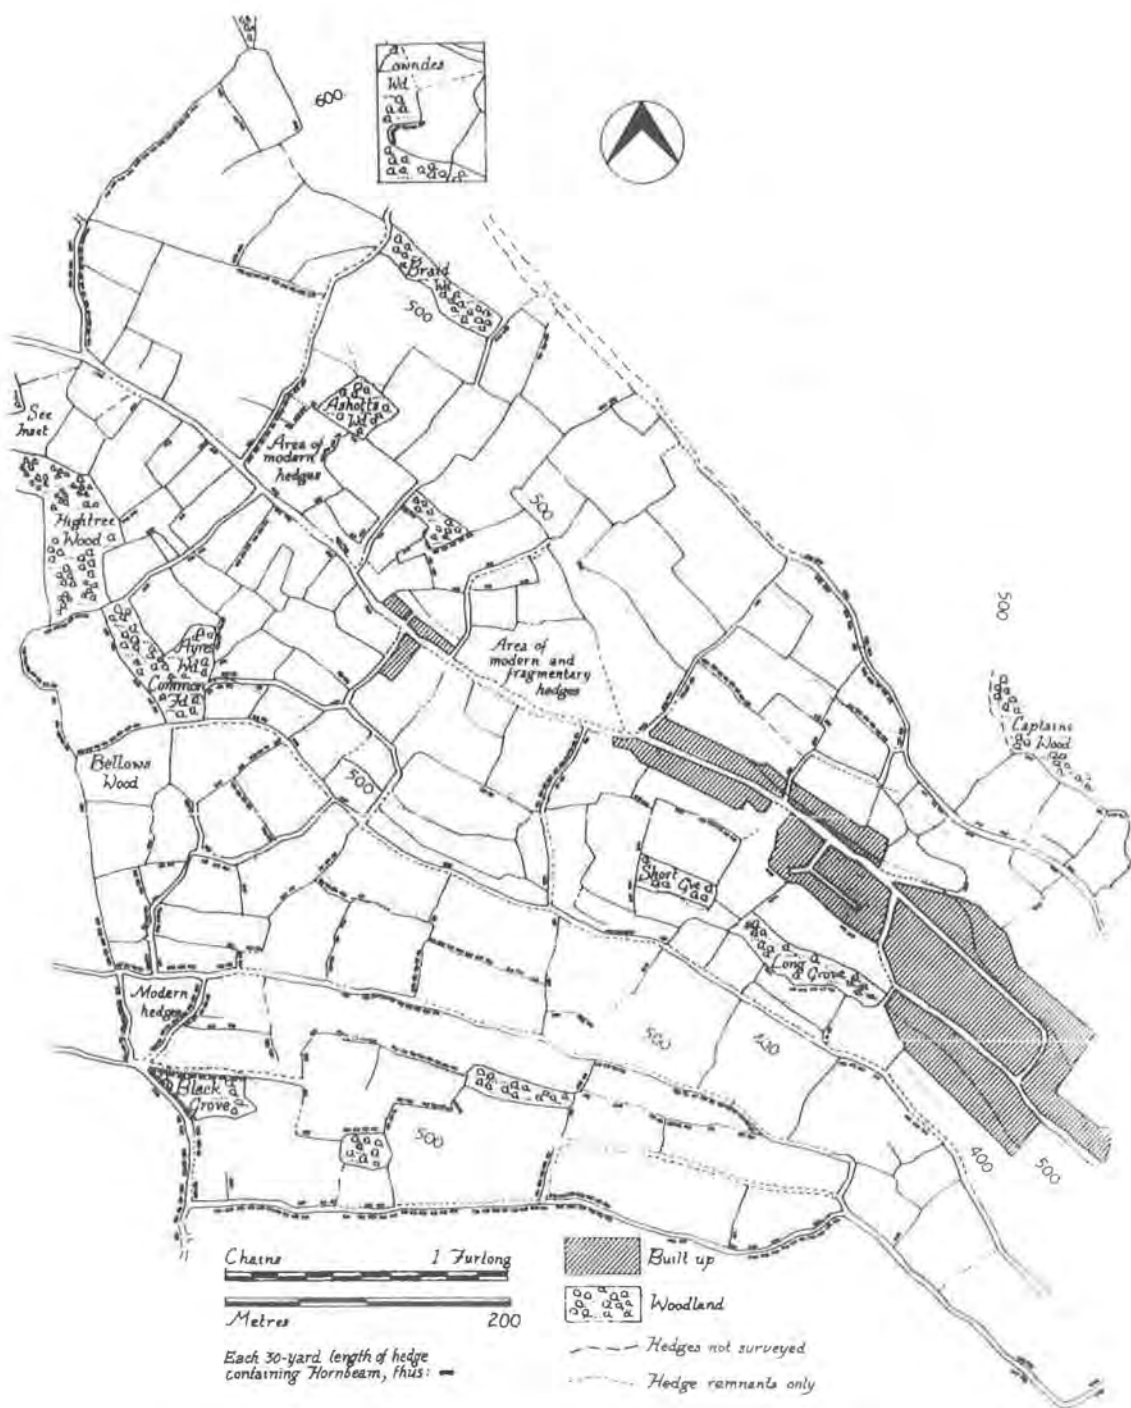 600
Lowndes
Wd
Braid
Wd
500
See
Inset
Ashotts
Wd
Area of
modern
hedges
500
Hightree
Wood
500
Ayres
Wd
Common
Area of
modern and
fragmentary
hedges
Captains
Wood
Bellows
Wood
500
Short Gve
Long
Grove
Modern
hedges
500
430
Black
Grove
500
400
500
Chains 1 Furlong
Metres 200
Each 30-yard length of hedge
containing Hornbeam, thus:
Built up
Woodland
Hedges not surveyed
Hedge remnants only